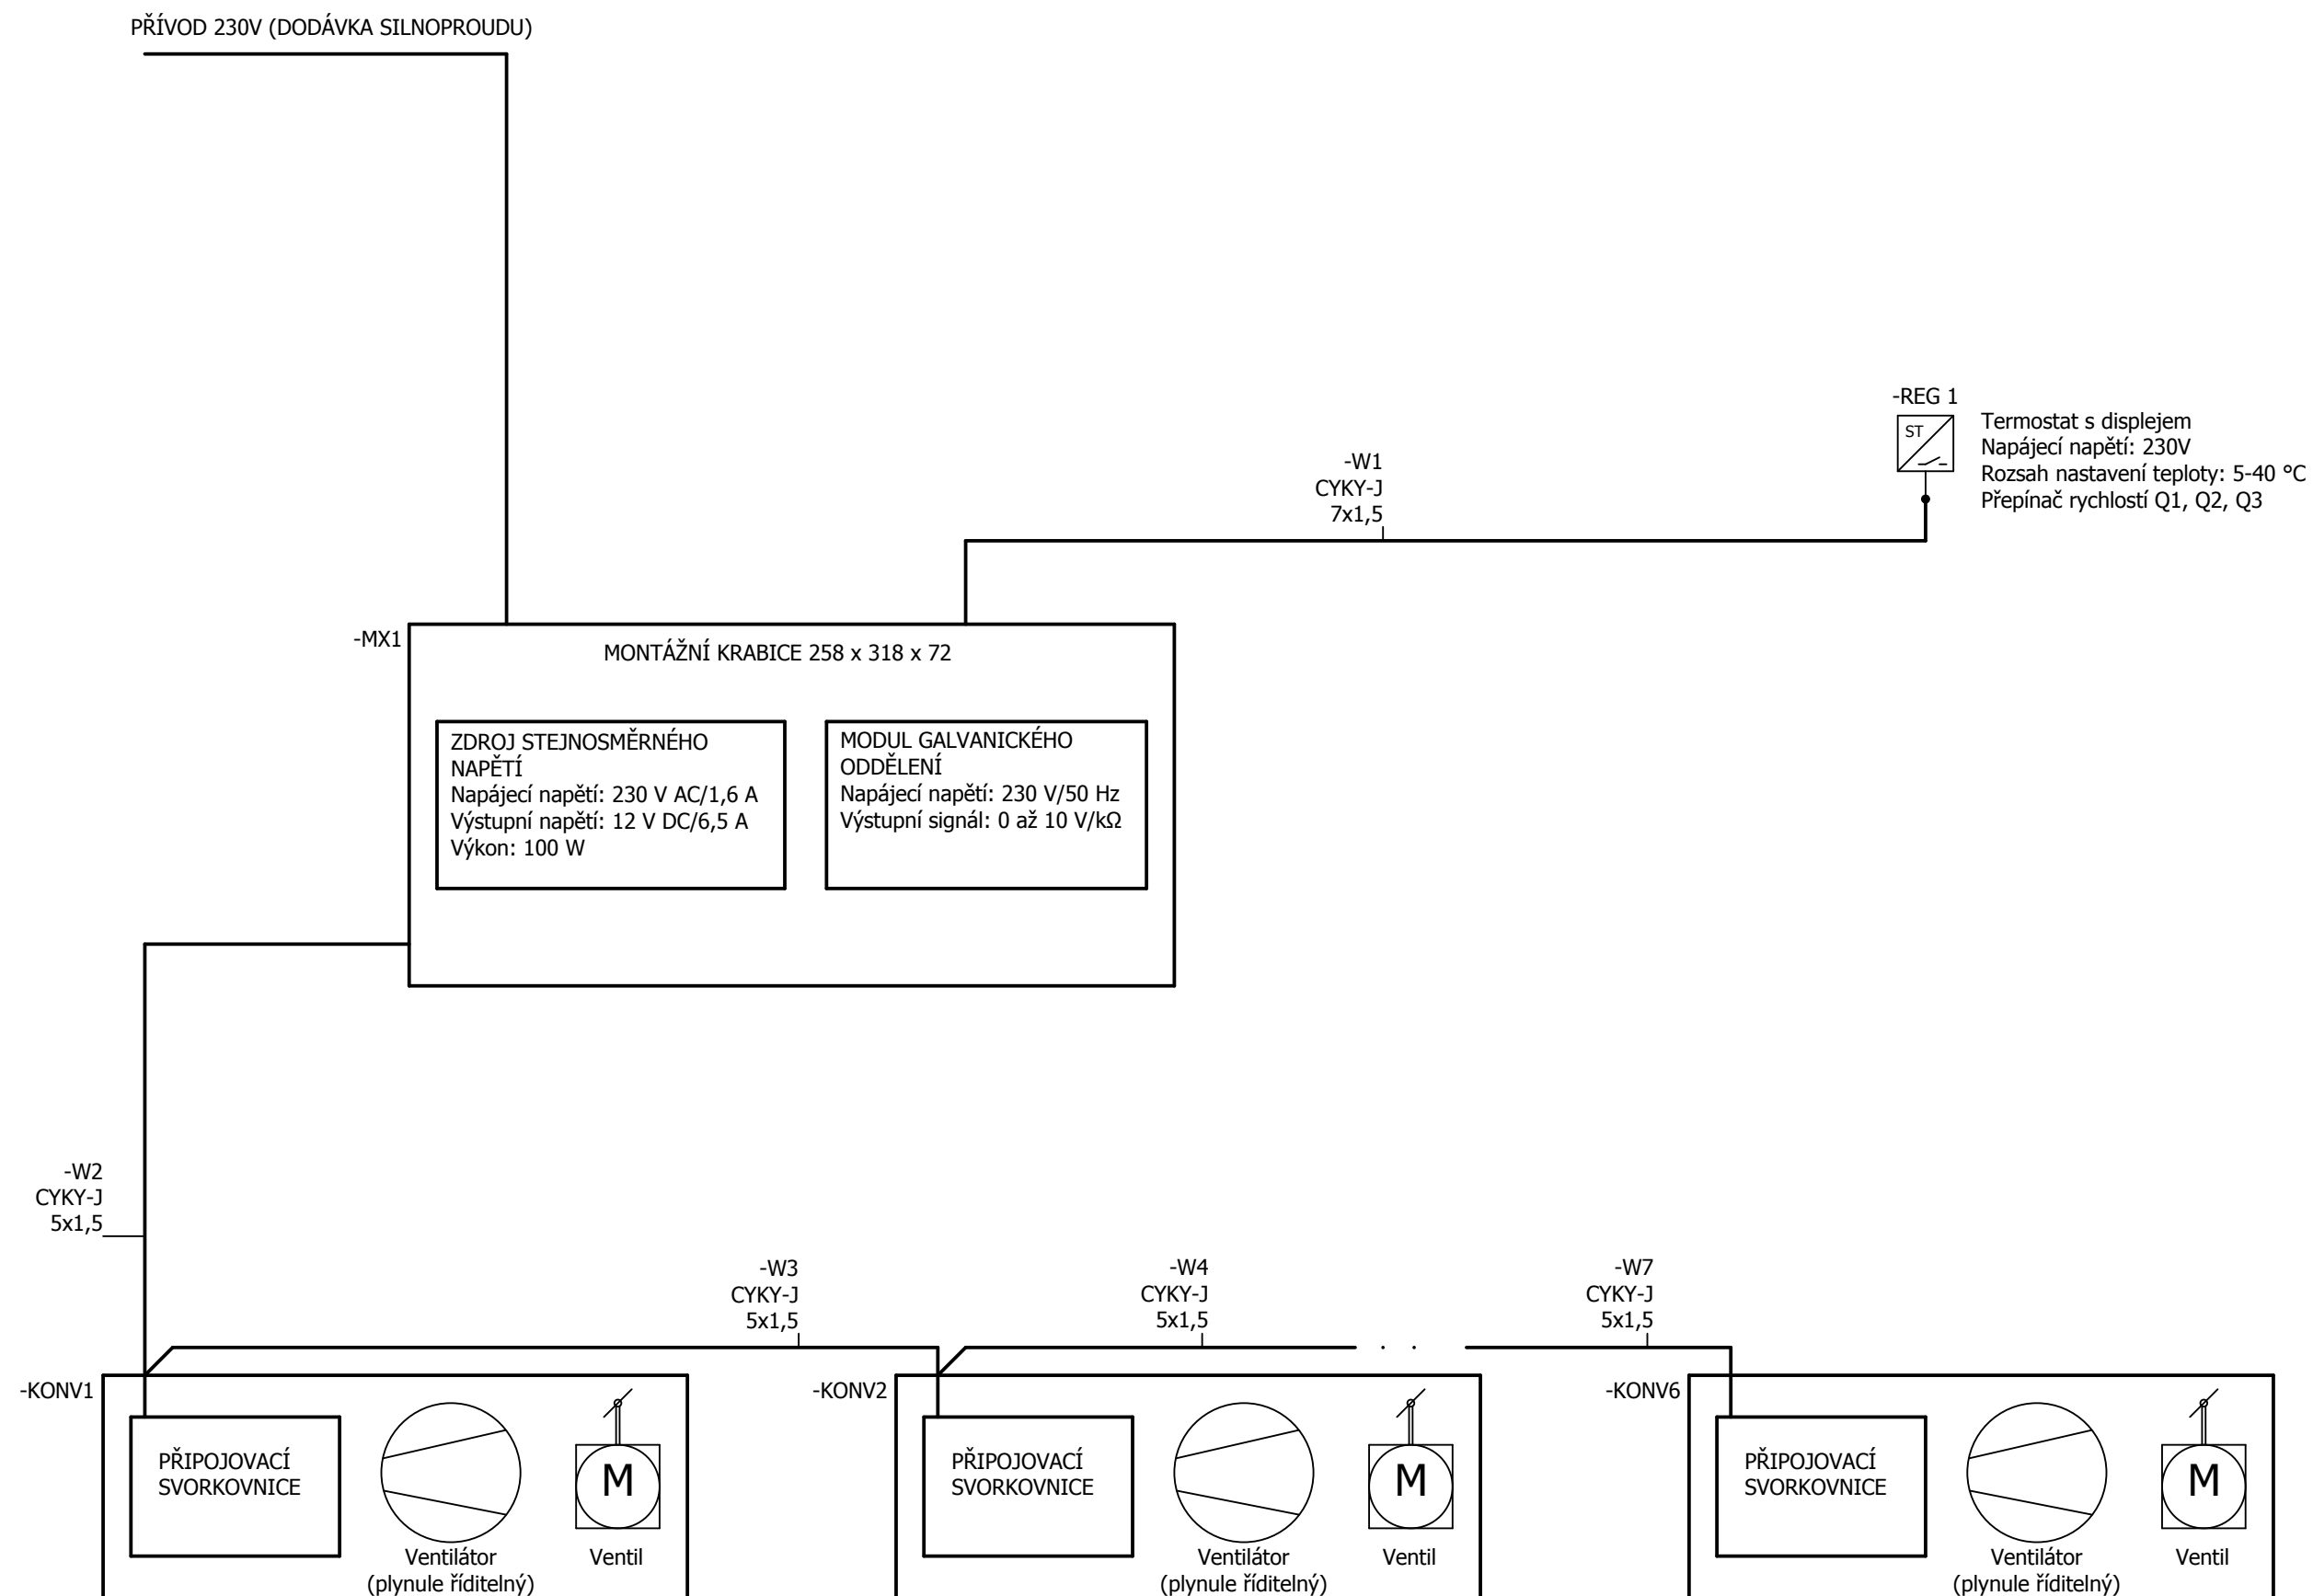 PŘÍVOD 230V (DODÁVKA SILNOPROUDU)
-REG 1
ST
Termostat s displejem
Napájecí napětí: 230V
Rozsah nastavení teploty: 5-40 °C
Přepínač rychlostí Q1, Q2, Q3
-W1
CYKY-J
7x1,5
-MX1
MONTÁŽNÍ KRABICE 258 x 318 x 72
ZDROJ STEJNOSMĚRNÉHO
NAPĚTÍ
Napájecí napětí: 230 V AC/1,6 A
Výstupní napětí: 12 V DC/6,5 A
Výkon: 100 W
MODUL GALVANICKÉHO
ODDĚLENÍ
Napájecí napětí: 230 V/50 Hz
Výstupní signál: 0 až 10 V/kΩ
-W2
CYKY-J
5x1,5
-W3
CYKY-J
5x1,5
-W4
CYKY-J
5x1,5
-W7
CYKY-J
5x1,5
-KONV1
PŘIPOJOVACÍ
SVORKOVNICE
Ventilátor
(plynule říditelný)
M
Ventil
-KONV2
PŘIPOJOVACÍ
SVORKOVNICE
Ventilátor
(plynule říditelný)
M
Ventil
-KONV6
PŘIPOJOVACÍ
SVORKOVNICE
Ventilátor
(plynule říditelný)
M
Ventil